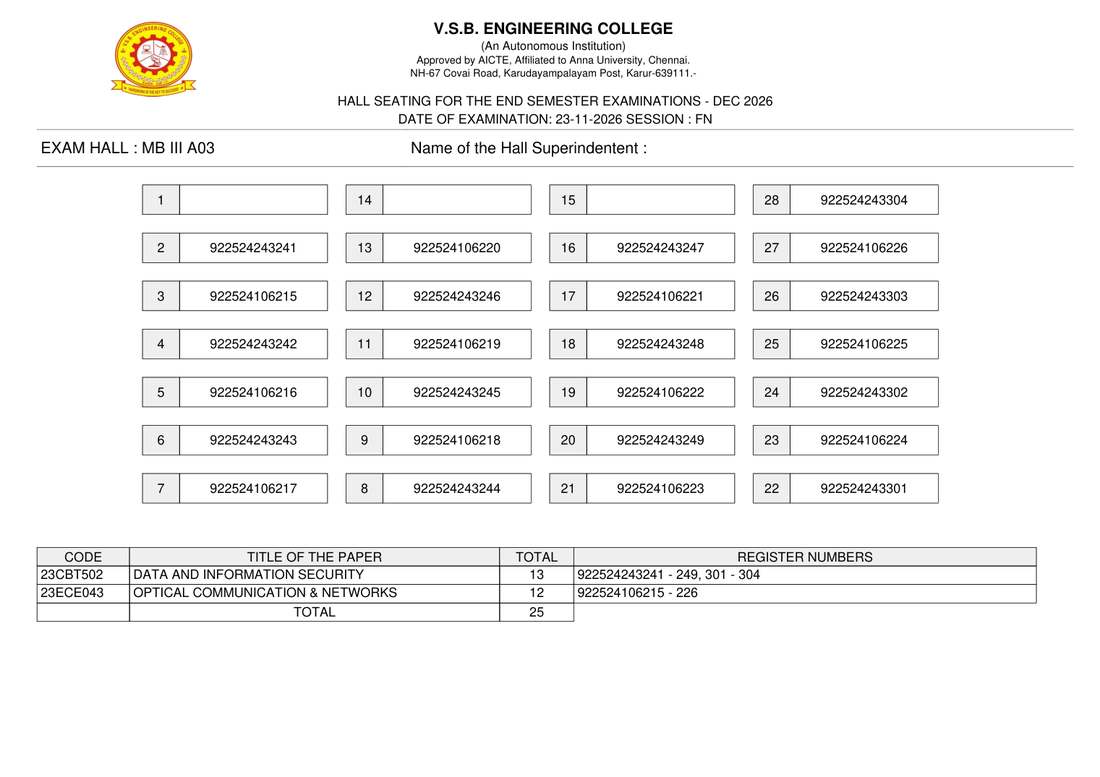 V.S.B. ENGINEERING COLLEGE
(An Autonomous Institution)
Approved by AICTE, Affiliated to Anna University, Chennai.
NH-67 Covai Road, Karudayampalayam Post, Karur-639111.-
HALL SEATING FOR THE END SEMESTER EXAMINATIONS - DEC 2026
DATE OF EXAMINATION: 23-11-2026 SESSION : FN
EXAM HALL : MB III A03 Name of the Hall Superindentent :
1 14 15 28 922524243304
2 922524243241 13 922524106220 16 922524243247 27 922524106226
3 922524106215 12 922524243246 17 922524106221 26 922524243303
4 922524243242 11 922524106219 18 922524243248 25 922524106225
5 922524106216 10 922524243245 19 922524106222 24 922524243302
6 922524243243 9 922524106218 20 922524243249 23 922524106224
7 922524106217 8 922524243244 21 922524106223 22 922524243301
CODE TITLE OF THE PAPER TOTAL REGISTER NUMBERS
23CBT502 DATA AND INFORMATION SECURITY 13 922524243241 - 249, 301 - 304
23ECE043 OPTICAL COMMUNICATION & NETWORKS 12 922524106215 - 226
TOTAL 25